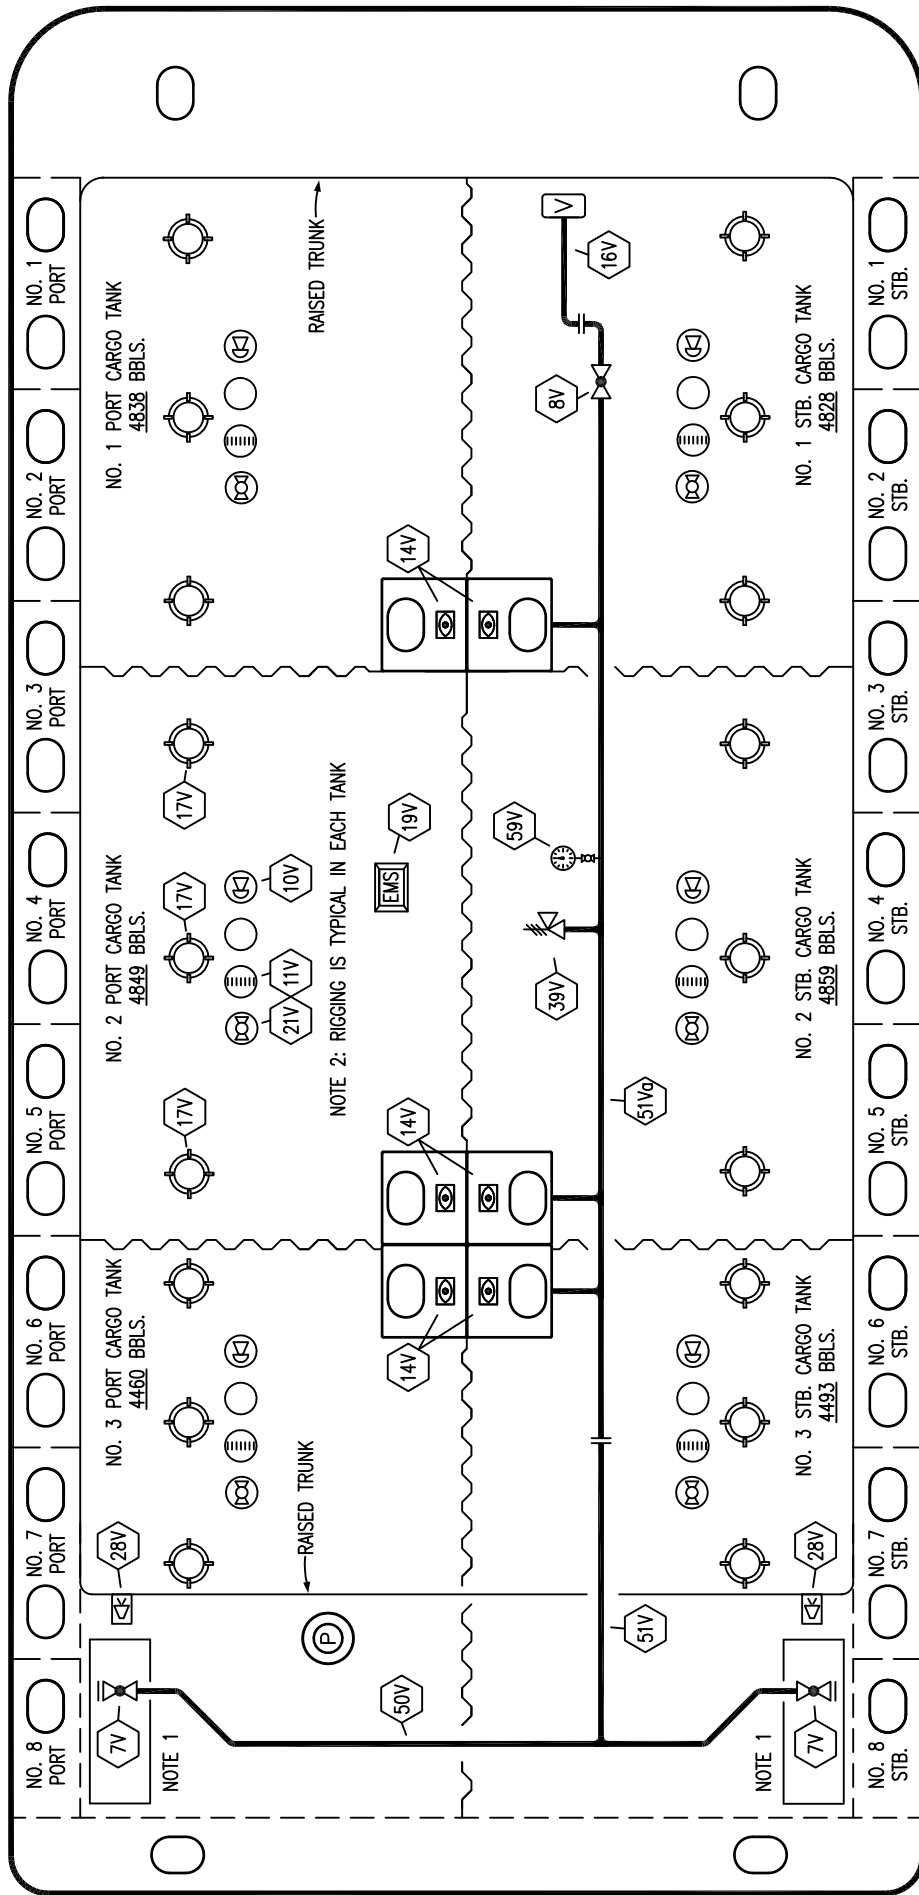 NO. 8
PORT
NO. 7
PORT
NO. 6
PORT
NO. 5
PORT
NO. 4
PORT
NO. 3
PORT
NO. 2
PORT
NO. 1
PORT
NO. 3 PORT CARGO TANK
4460 BBLS.
NO. 2 PORT CARGO TANK
4849 BBLS.
NO. 1 PORT CARGO TANK
4838 BBLS.
7V
NOTE 1
28V
17V
17V
17V
21V
11V
10V
RAISED TRUNK
P
NOTE 2: RIGGING IS TYPICAL IN EACH TANK
RAISED TRUNK
50V
14V
14V
EMS
19V
14V
39V
59V
8V
16V
V
51V
51Va
7V
NOTE 1
28V
NO. 3 STB. CARGO TANK
4493 BBLS.
NO. 2 STB. CARGO TANK
4859 BBLS.
NO. 1 STB. CARGO TANK
4828 BBLS.
NO. 8
STB.
NO. 7
STB.
NO. 6
STB.
NO. 5
STB.
NO. 4
STB.
NO. 3
STB.
NO. 2
STB.
NO. 1
STB.